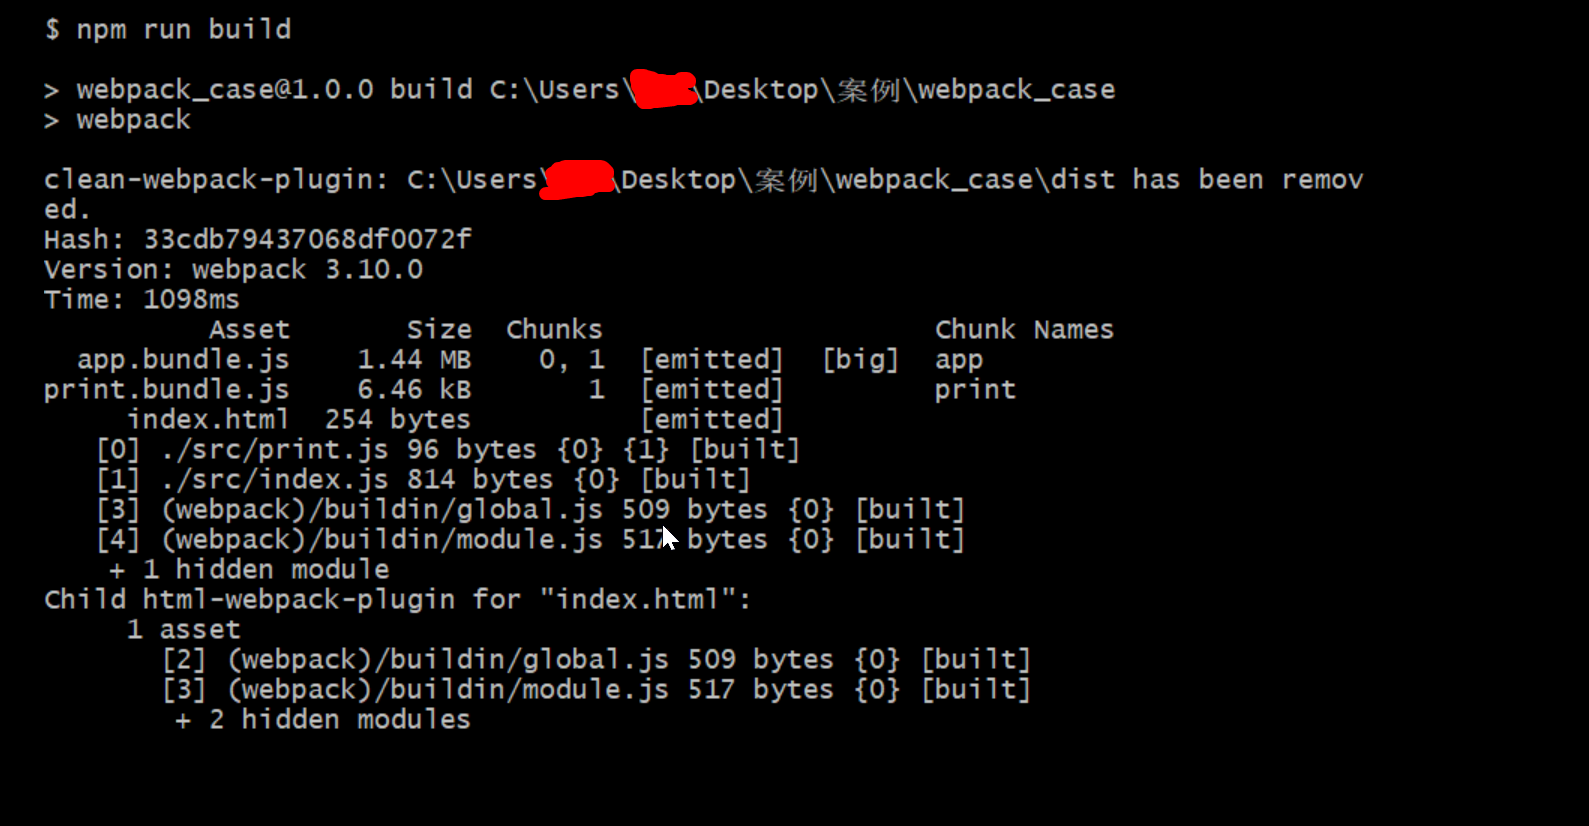 $ npm run build
> webpack_case@1.0.0 build C:\Users\ \Desktop\案例\webpack_case
> webpack
clean-webpack-plugin: C:\Users\ \Desktop\案例\webpack_case\dist has been remov
ed.
Hash: 33cdb79437068df0072f
Version: webpack 3.10.0
Time: 1098ms
Asset Size Chunks Chunk Names
app.bundle.js 1.44 MB 0, 1 [emitted] [big] app
print.bundle.js 6.46 kB 1 [emitted] print
index.html 254 bytes [emitted]
[0] ./src/print.js 96 bytes {0} {1} [built]
[1] ./src/index.js 814 bytes {0} [built]
[3] (webpack)/buildin/global.js 509 bytes {0} [built]
[4] (webpack)/buildin/module.js 517 bytes {0} [built]
+ 1 hidden module
Child html-webpack-plugin for "index.html":
1 asset
[2] (webpack)/buildin/global.js 509 bytes {0} [built]
[3] (webpack)/buildin/module.js 517 bytes {0} [built]
+ 2 hidden modules